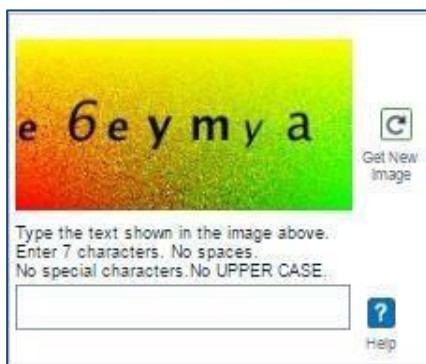 e 6 e y m y a
Get New
Image
Type the text shown in the image above.
Enter 7 characters. No spaces.
No special characters.No UPPER CASE.
?
Help